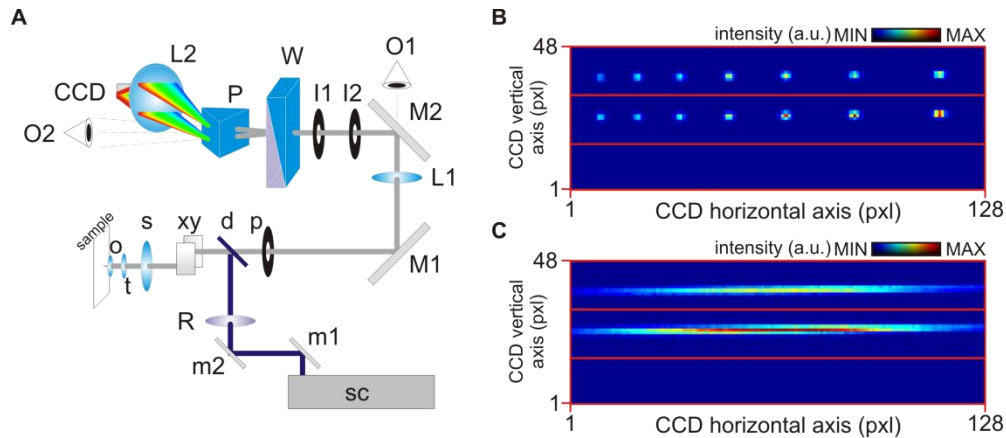 A
L2
CCD
P
W
O1
I1 I2
M2
O2
L1
sample
o
t
s
xy
d
p
M1
R
m1
m2
sc
B
intensity (a.u.) MIN MAX
48
CCD vertical
axis (pxl)
1
1
CCD horizontal axis (pxl)
128
C
intensity (a.u.) MIN MAX
48
CCD vertical
axis (pxl)
1
1
CCD horizontal axis (pxl)
128